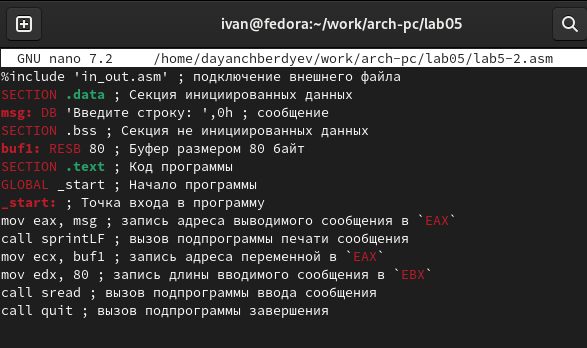 ivan@fedora:~/work/arch-pc/lab05
GNU nano 7.2 /home/dayanchberdyev/work/arch-pc/lab05/lab5-2.asm
%include 'in_out.asm' ; подключение внешнего файла
SECTION .data ; Секция инициированных данных
msg: DB 'Введите строку: ',0h ; сообщение
SECTION .bss ; Секция не инициированных данных
buf1: RESB 80 ; Буфер размером 80 байт
SECTION .text ; Код программы
GLOBAL _start ; Начало программы
_start: ; Точка входа в программу
mov eax, msg ; запись адреса выводимого сообщения в `EAX`
call sprintLF ; вызов подпрограммы печати сообщения
mov ecx, buf1 ; запись адреса переменной в `EAX`
mov edx, 80 ; запись длины вводимого сообщения в `EBX`
call sread ; вызов подпрограммы ввода сообщения
call quit ; вызов подпрограммы завершения